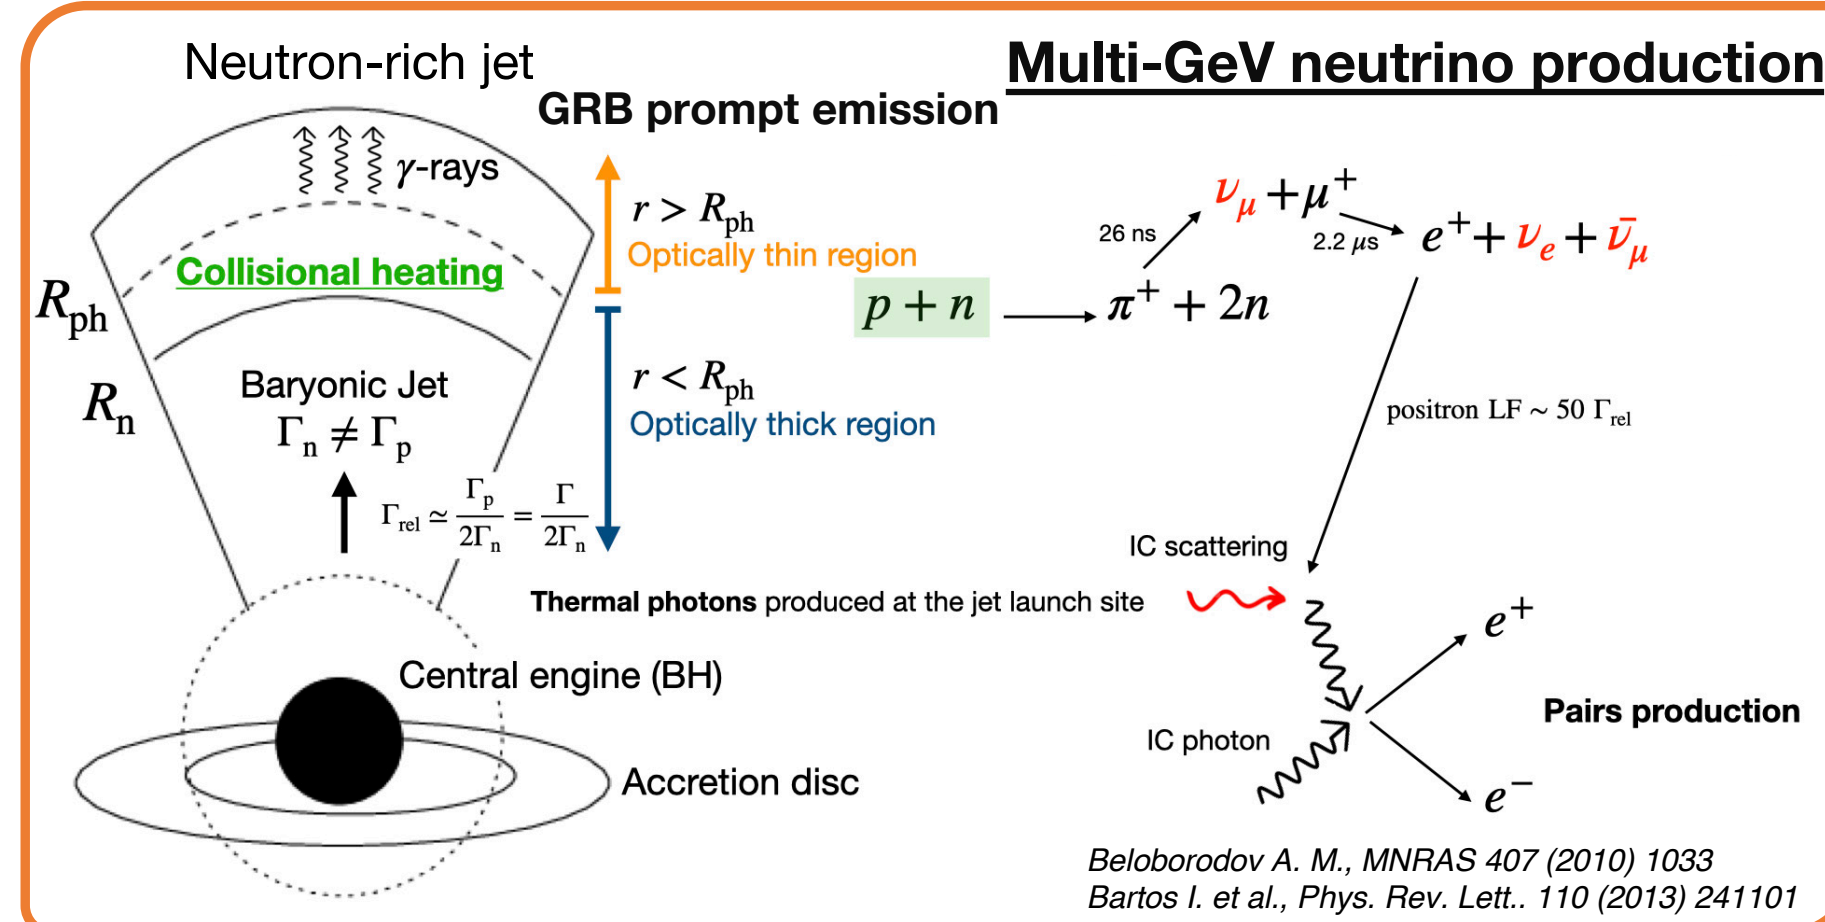 Neutron-rich jet
Multi-GeV neutrino production
GRB prompt emission
γ-rays
r > R_ph
Optically thin region
Collisional heating
R_ph
R_n
Baryonic Jet
Γ_n ≠ Γ_p
Γ_rel ≃ Γ_p/2Γ_n = Γ/2Γ_n
r < R_ph
Optically thick region
p + n
π⁺ + 2n
26 ns
ν_μ + μ⁺
2.2 μs
e⁺ + ν_e + ν̄_μ
positron LF ~ 50 Γ_rel
IC scattering
Thermal photons produced at the jet launch site
Central engine (BH)
Accretion disc
IC photon
e⁺
e⁻
Pairs production
Beloborodov A. M., MNRAS 407 (2010) 1033
Bartos I. et al., Phys. Rev. Lett.. 110 (2013) 241101